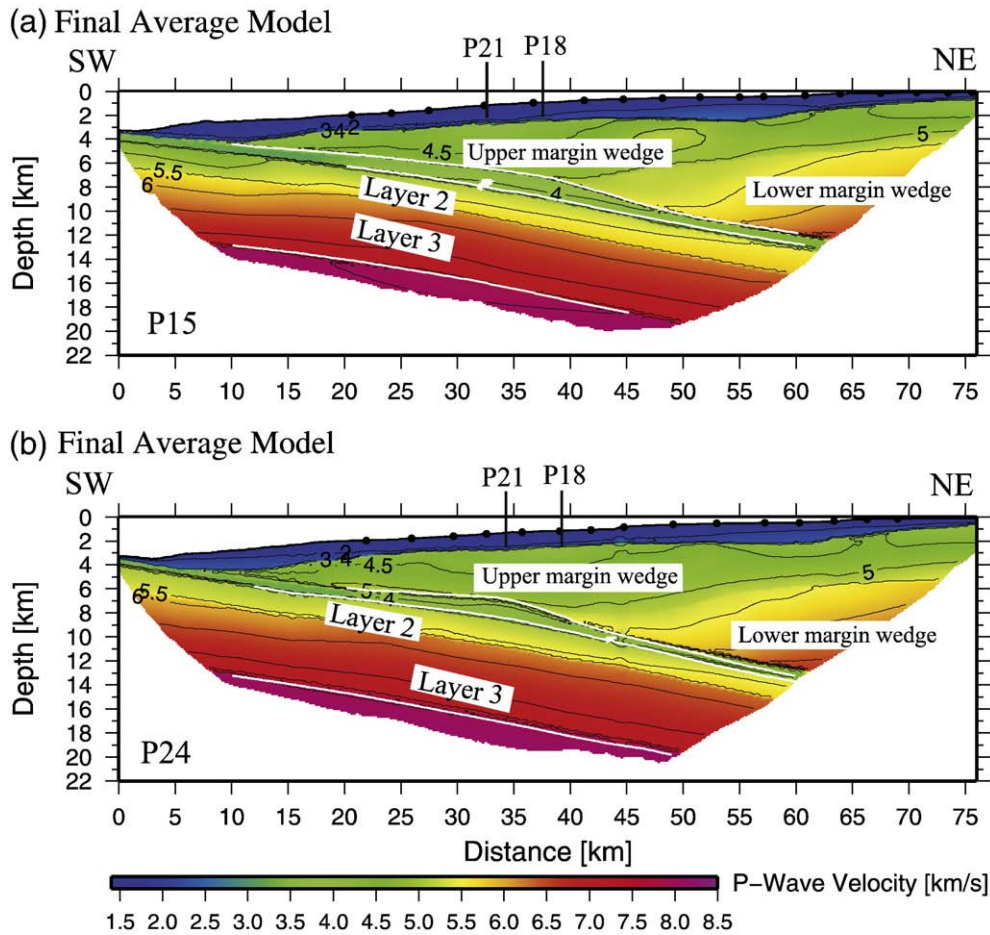 (a) Final Average Model
SW P21 P18 NE
0
2
4
6
8
10
12
14
16
18
20
22
Depth [km]
3 4 2
4.5
5
5.5
6
4
Upper margin wedge
Lower margin wedge
Layer 2
Layer 3
P15
0 5 10 15 20 25 30 35 40 45 50 55 60 65 70 75
(b) Final Average Model
SW P21 P18 NE
0
2
4
6
8
10
12
14
16
18
20
22
Depth [km]
3 4 2
4.5
5
5.5
6
5 4
Upper margin wedge
Lower margin wedge
Layer 2
Layer 3
P24
0 5 10 15 20 25 30 35 40 45 50 55 60 65 70 75
Distance [km]
P-Wave Velocity [km/s]
1.5 2.0 2.5 3.0 3.5 4.0 4.5 5.0 5.5 6.0 6.5 7.0 7.5 8.0 8.5